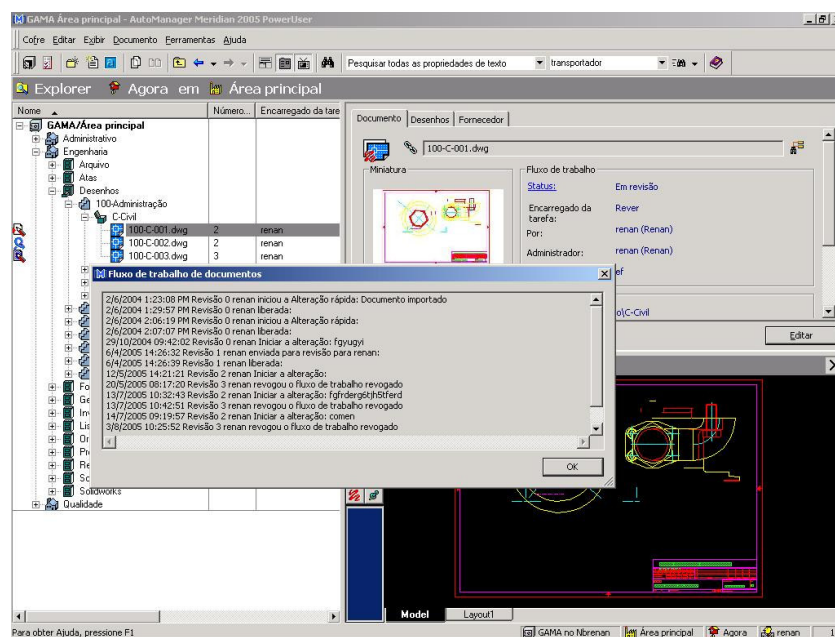 GAMA Área principal - AutoManager Meridian 2005 PowerUser
Cofre Editar Exibir Documento Ferramentas Ajuda
Pesquisar todas as propriedades de texto transportador
Explorer Agora em Área principal
Nome Número... Encarregado da tare
GAMA/Área principal
Administrativo
Engenharia
Arquivo
Atas
Desenhos
100-Administração
C-Civil
100-C-001.dwg 2 renan
100-C-002.dwg 2 renan
100-C-003.dwg 3 renan
Documento Desenhos Fornecedor
100-C-001.dwg
Miniatura
Fluxo de trabalho
Status: Em revisão
Encarregado da tarefa: Rever
Por: renan (Renan)
Administrador: renan (Renan)
ef
o\C-Civil
Editar
Fluxo de trabalho de documentos
2/6/2004 1:23:08 PM Revisão 0 renan iniciou a Alteração rápida: Documento importado
2/6/2004 1:29:57 PM Revisão 0 renan liberada:
2/6/2004 2:06:19 PM Revisão 0 renan iniciou a Alteração rápida:
2/6/2004 2:07:07 PM Revisão 0 renan liberada:
29/10/2004 09:42:02 Revisão 0 renan Iniciar a alteração: fgyugyi
6/4/2005 14:26:32 Revisão 1 renan enviada para revisão para renan:
6/4/2005 14:26:39 Revisão 1 renan liberada:
12/5/2005 14:21:21 Revisão 2 renan Iniciar a alteração:
20/5/2005 08:17:20 Revisão 3 renan revogou o fluxo de trabalho revogado
13/7/2005 10:32:43 Revisão 2 renan Iniciar a alteração: fgfrderg6tjh5tferd
13/7/2005 10:42:51 Revisão 3 renan revogou o fluxo de trabalho revogado
14/7/2005 09:19:57 Revisão 2 renan Iniciar a alteração: comen
3/8/2005 10:25:52 Revisão 3 renan revogou o fluxo de trabalho revogado
OK
Fo
Ge
Inv
Lis
Or
Pr
Re
Sc
Solidworks
Qualidade
Model Layout1
Para obter Ajuda, pressione F1
GAMA no Nbrenan Área principal Agora renan 1